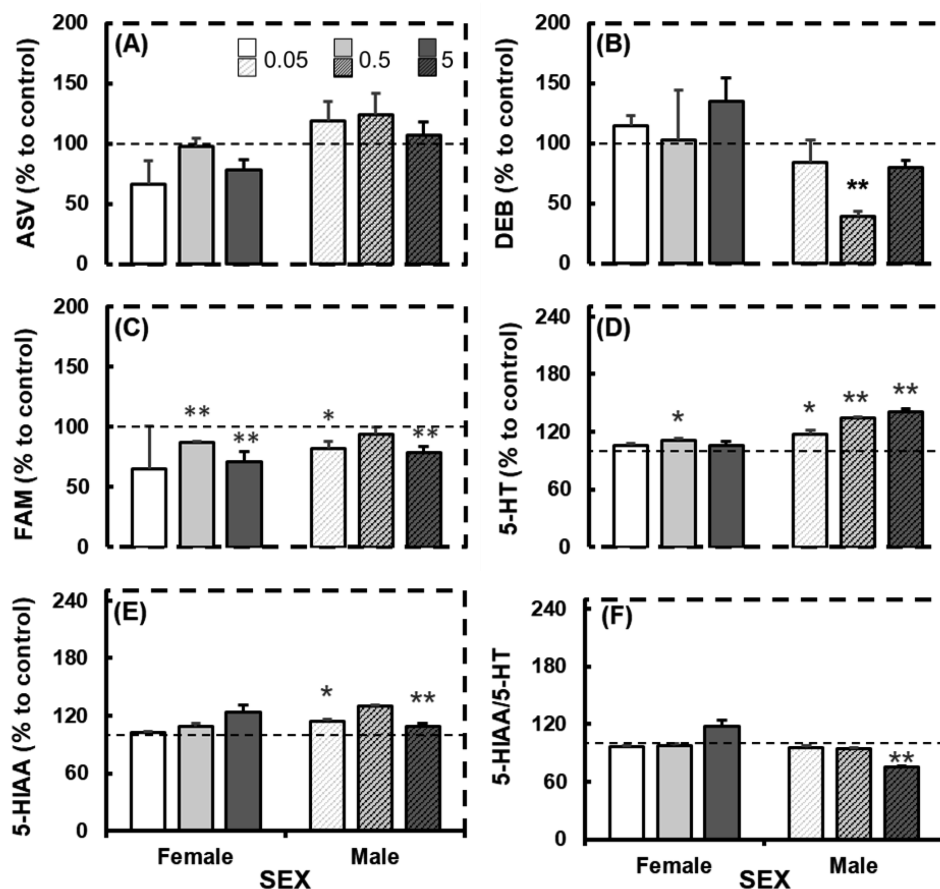 (A)
200
150
100
50
0
ASV (% to control)
0.05 0.5 5
(B)
200
150
100
50
0
DEB (% to control)
**
(C)
200
150
100
50
0
FAM (% to control)
** ** * **
(D)
240
180
120
60
0
5-HT (% to control)
* * ** **
(E)
240
180
120
60
0
5-HIAA (% to control)
* **
Female Male
SEX
(F)
240
180
120
60
0
5-HIAA/5-HT
**
Female Male
SEX